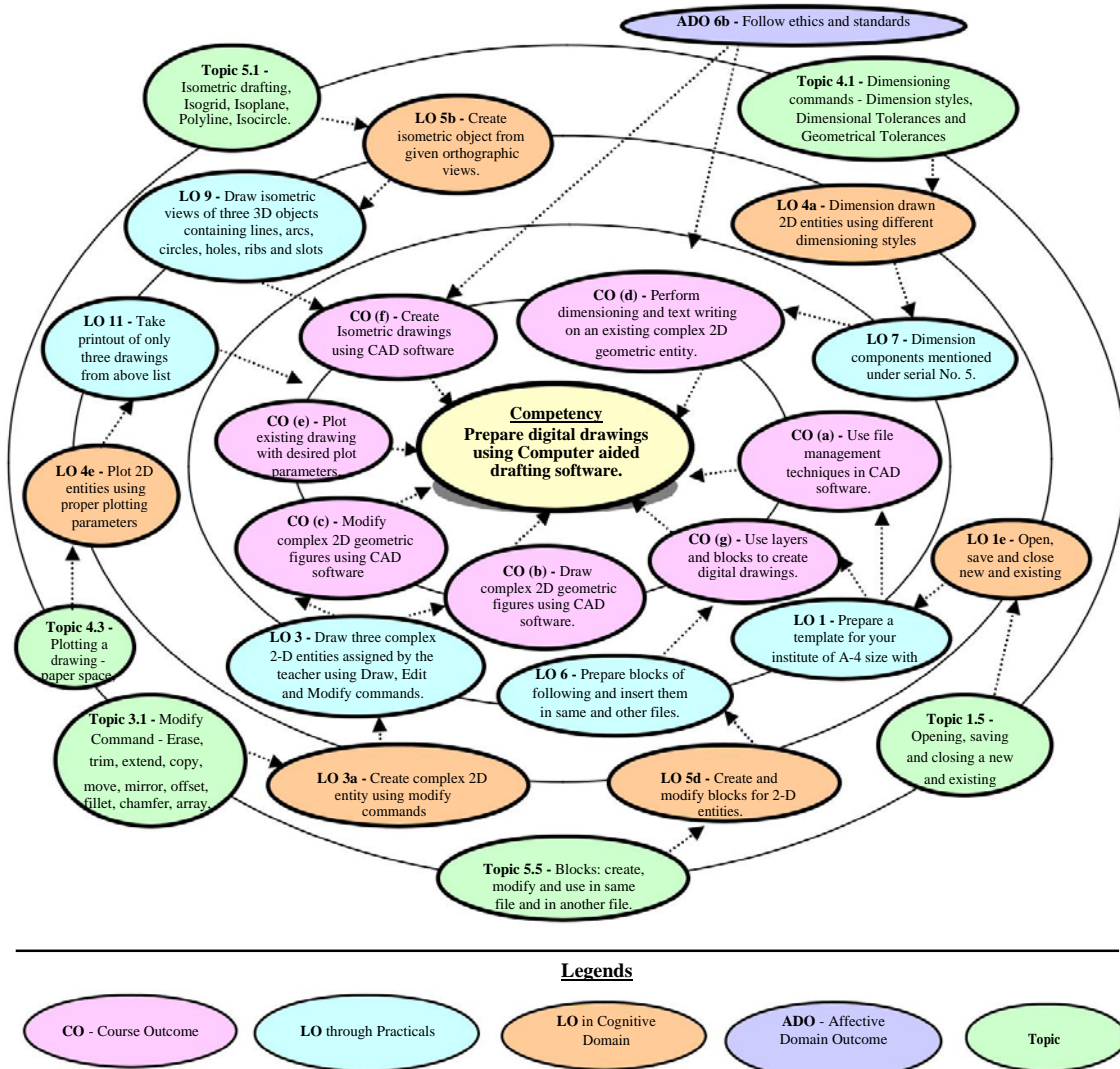 ADO 6b - Follow ethics and standards
Topic 5.1 -
Isometric drafting,
Isogrid, Isoplane,
Polyline, Isocircle.
LO 5b - Create
isometric object from
given orthographic
views.
Topic 4.1 - Dimensioning
commands - Dimension styles,
Dimensional Tolerances and
Geometrical Tolerances
LO 9 - Draw isometric
views of three 3D objects
containing lines, arcs,
circles, holes, ribs and slots
LO 4a - Dimension drawn
2D entities using different
dimensioning styles
CO (f) - Create
Isometric drawings
using CAD software
CO (d) - Perform
dimensioning and text writing
on an existing complex 2D
geometric entity.
LO 11 - Take
printout of only
three drawings
from above list
LO 7 - Dimension
components mentioned
under serial No. 5.
CO (e) - Plot
existing drawing
with desired plot
parameters.
Competency
Prepare digital drawings
using Computer aided
drafting software.
CO (a) - Use file
management
techniques in CAD
software.
LO 4e - Plot 2D
entities using
proper plotting
parameters
CO (c) - Modify
complex 2D geometric
figures using CAD
software
CO (b) - Draw
complex 2D geometric
figures using CAD
software.
CO (g) - Use layers
and blocks to create
digital drawings.
LO 1e - Open,
save and close
new and existing
Topic 4.3 -
Plotting a
drawing -
paper space,
LO 3 - Draw three complex
2-D entities assigned by the
teacher using Draw, Edit
and Modify commands.
LO 6 - Prepare blocks of
following and insert them
in same and other files.
LO 1 - Prepare a
template for your
institute of A-4 size with
Topic 3.1 - Modify
Command - Erase,
trim, extend, copy,
move, mirror, offset,
fillet, chamfer, array,
LO 3a - Create complex 2D
entity using modify
commands
LO 5d - Create and
modify blocks for 2-D
entities.
Topic 1.5 -
Opening, saving
and closing a new
and existing
Topic 5.5 - Blocks: create,
modify and use in same
file and in another file.
Legends
CO - Course Outcome
LO through Practicals
LO in Cognitive
Domain
ADO - Affective
Domain Outcome
Topic